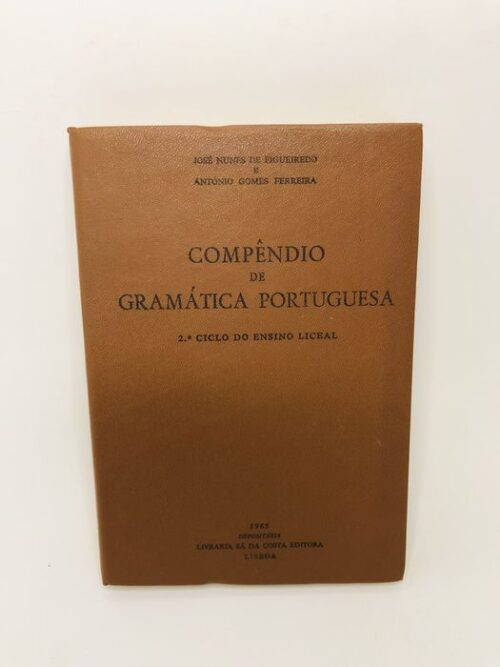 JOSÉ NUNES DE FIGUEIREDO
E
ANTÓNIO GOMES FERREIRA
COMPÊNDIO
DE
GRAMÁTICA PORTUGUESA
2.º CICLO DO ENSINO LICEAL
1965
DEPOSITÁRIA
LIVRARIA SÁ DA COSTA EDITORA
LISBOA